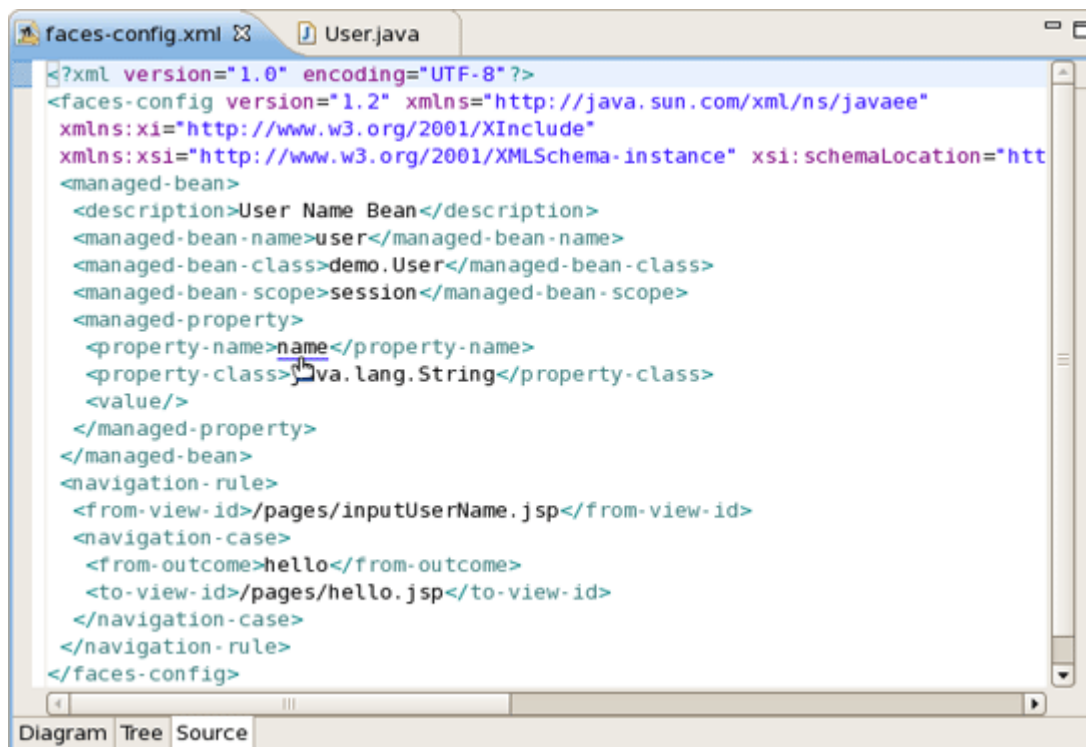 faces-config.xml User.java
<?xml version="1.0" encoding="UTF-8"?>
<faces-config version="1.2" xmlns="http://java.sun.com/xml/ns/javaee"
xmlns:xi="http://www.w3.org/2001/XInclude"
xmlns:xsi="http://www.w3.org/2001/XMLSchema-instance" xsi:schemaLocation="htt
<managed-bean>
<description>User Name Bean</description>
<managed-bean-name>user</managed-bean-name>
<managed-bean-class>demo.User</managed-bean-class>
<managed-bean-scope>session</managed-bean-scope>
<managed-property>
<property-name>name</property-name>
<property-class>java.lang.String</property-class>
<value/>
</managed-property>
</managed-bean>
<navigation-rule>
<from-view-id>/pages/inputUserName.jsp</from-view-id>
<navigation-case>
<from-outcome>hello</from-outcome>
<to-view-id>/pages/hello.jsp</to-view-id>
</navigation-case>
</navigation-rule>
</faces-config>
Diagram Tree Source